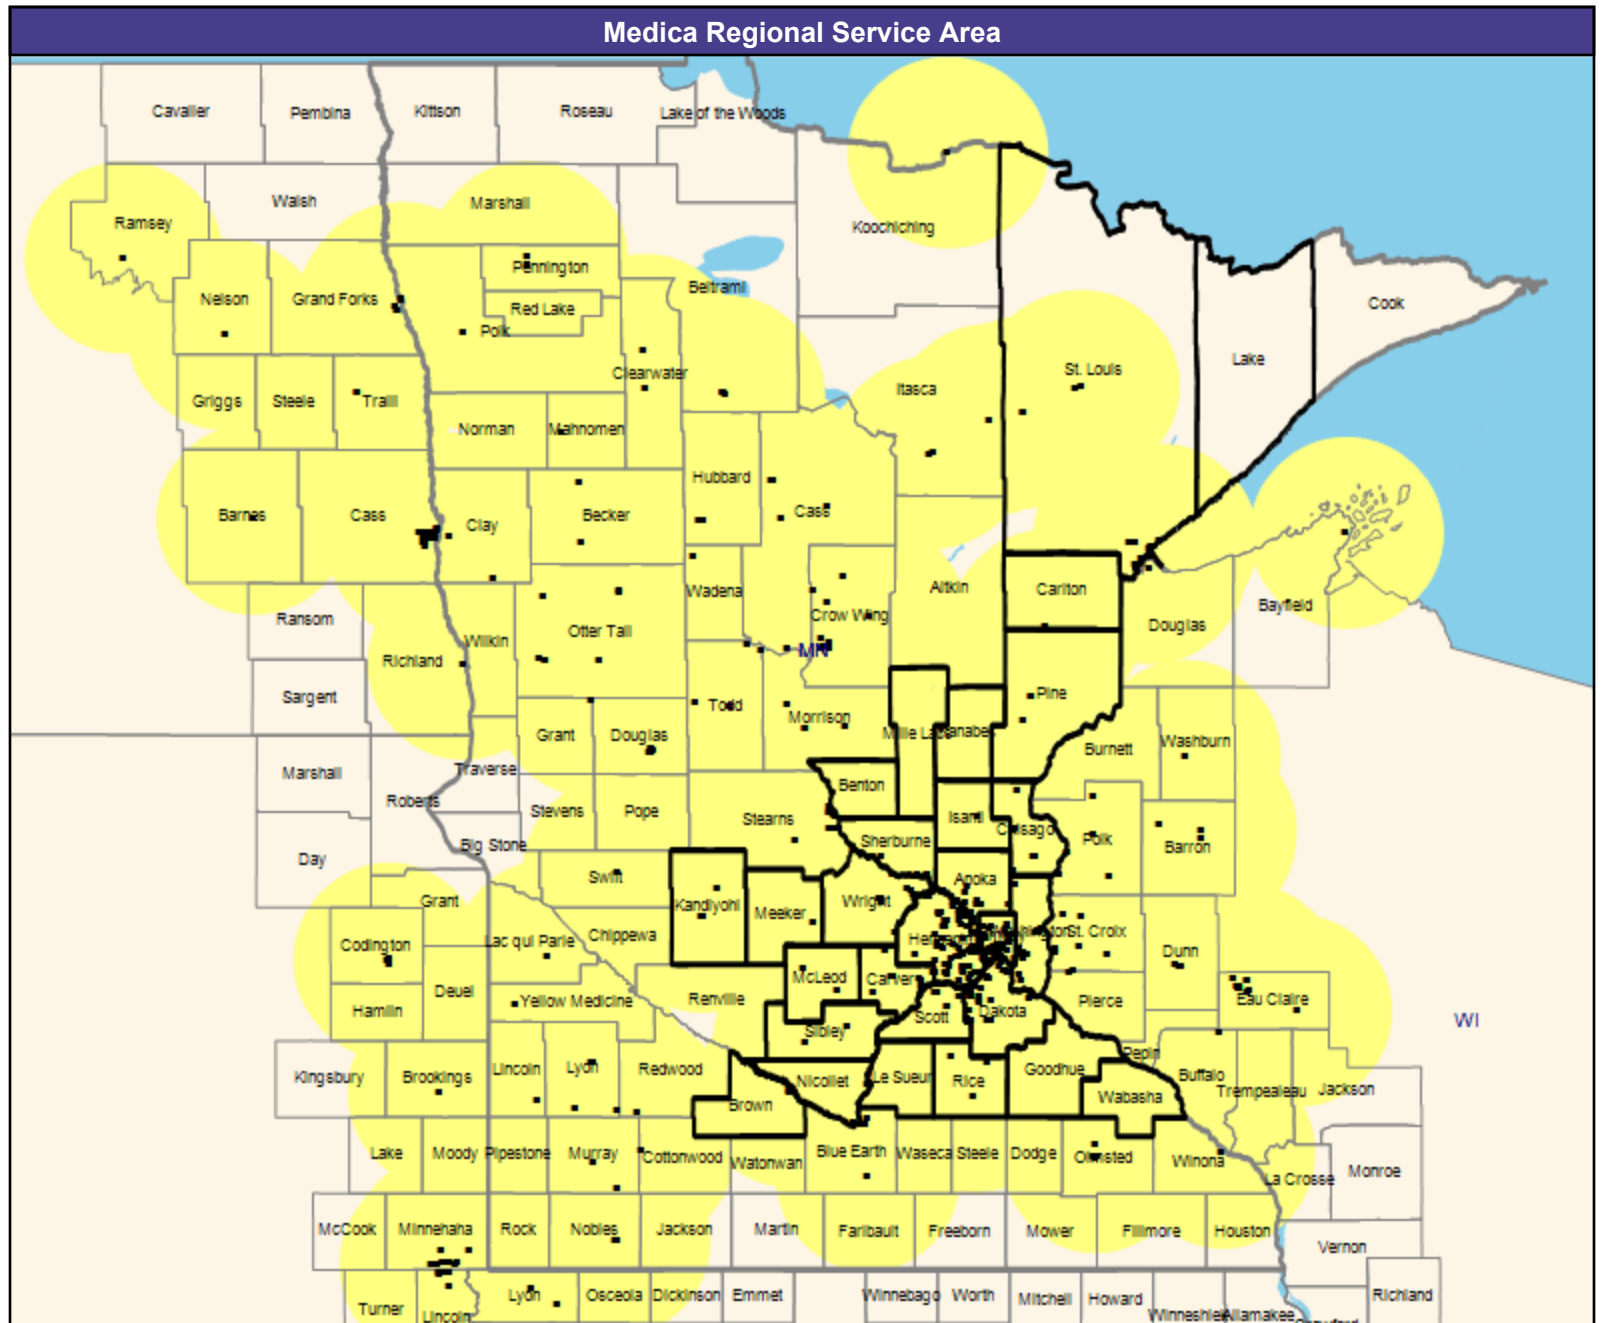 Medica Regional Service Area
Cavalier
Pembina
Kittson
Roseau
Lake of the Woods
Walsh
Marshall
Ramsey
Koochiching
Pennington
Beltrami
Nelson
Grand Forks
Red Lake
Polk
Cook
Lake
St. Louis
Clearwater
Itasca
Griggs
Steele
Traill
Norman
Mahnomen
Hubbard
Cass
Barnes
Cass
Clay
Becker
Wadena
Aitkin
Carlton
Bayfield
Crow Wing
Douglas
Ransom
Otter Tail
Wilkin
MN
Richland
Sargent
Pine
Todd
Morrison
Mille Lacs
Kanabec
Grant
Douglas
Burnett
Washburn
Marshall
Traverse
Roberts
Benton
Stevens
Pope
Stearns
Isanti
Chisago
Polk
Barron
Big Stone
Sherburne
Day
Swift
Anoka
Grant
Kandiyohi
Meeker
Wright
Codington
Lac qui Parle
Chippewa
Hennepin
Washington
St. Croix
Dunn
McLeod
Carver
Deuel
Yellow Medicine
Renville
Pierce
Eau Claire
Hamlin
Scott
Dakota
Sibley
WI
Pepin
Kingsbury
Brookings
Lincoln
Lyon
Redwood
Nicollet
Le Sueur
Rice
Goodhue
Buffalo
Trempealeau
Jackson
Brown
Wabasha
Lake
Moody
Pipestone
Murray
Cottonwood
Watonwan
Blue Earth
Waseca
Steele
Dodge
Olmsted
Winona
La Crosse
Monroe
McCook
Minnehaha
Rock
Nobles
Jackson
Martin
Faribault
Freeborn
Mower
Fillmore
Houston
Vernon
Turner
Lincoln
Lyon
Osceola
Dickinson
Emmet
Winnebago
Worth
Mitchell
Howard
Winneshiek
Allamakee
Crawford
Richland